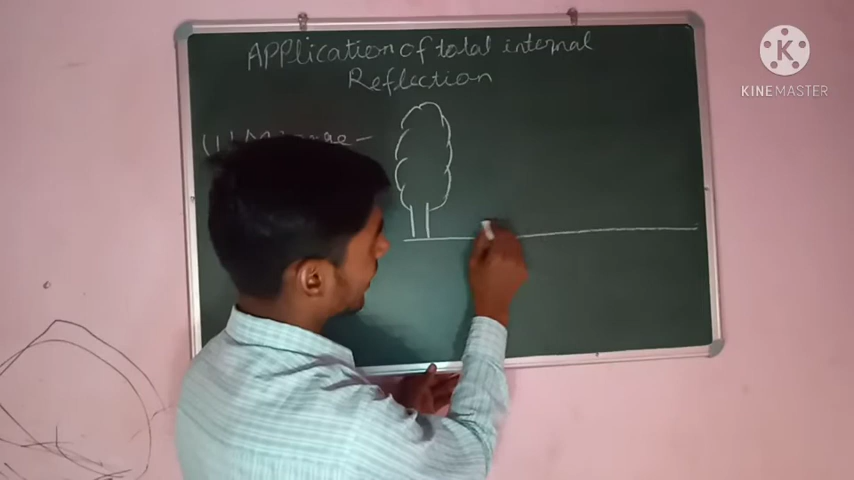 Application of total internal
Reflection
(1) Mirage -
KINEMASTER